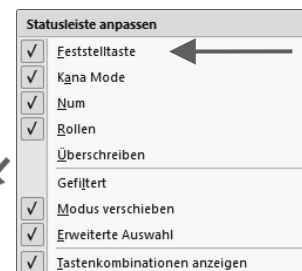 Statusleiste anpassen
Feststelltaste
Kana Mode
Num
Rollen
Überschreiben
Gefiltert
Modus verschieben
Erweiterte Auswahl
Tastenkombinationen anzeigen